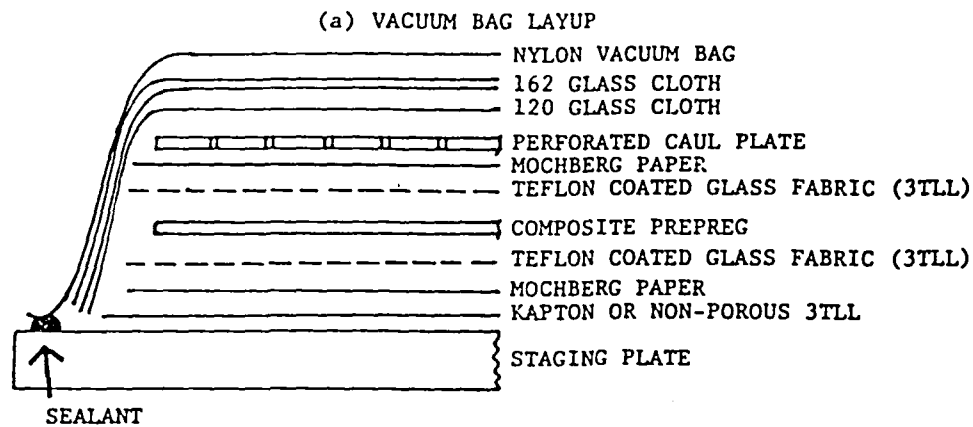 (a) VACUUM BAG LAYUP
NYLON VACUUM BAG
162 GLASS CLOTH
120 GLASS CLOTH
PERFORATED CAUL PLATE
MOCHBERG PAPER
TEFLON COATED GLASS FABRIC (3TLL)
COMPOSITE PREPREG
TEFLON COATED GLASS FABRIC (3TLL)
MOCHBERG PAPER
KAPTON OR NON-POROUS 3TLL
STAGING PLATE
SEALANT